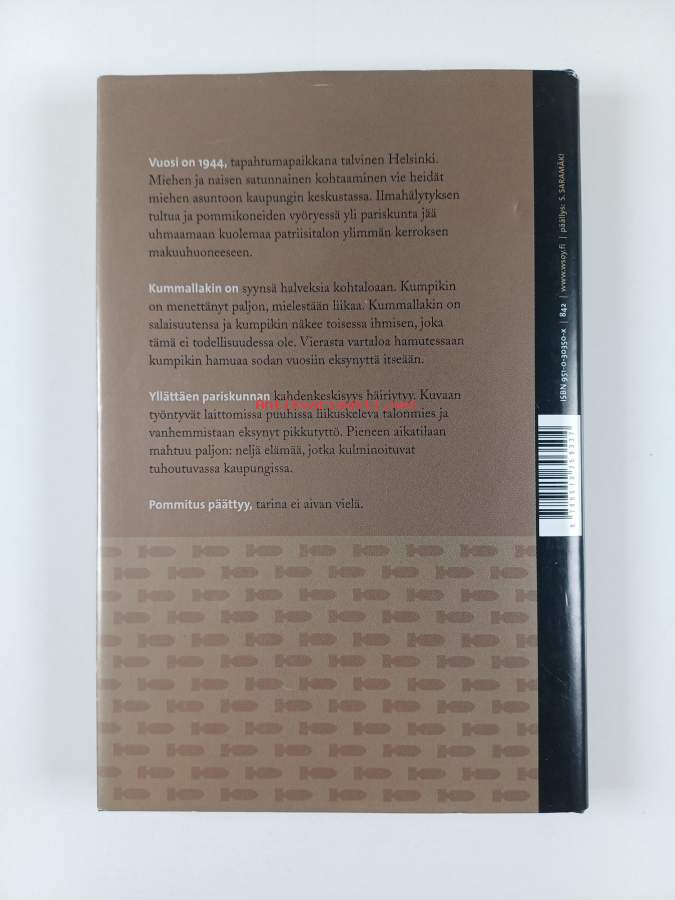 Vuosi on 1944, tapahtumapaikkana talvinen Helsinki.
Miehen ja naisen satunnainen kohtaaminen vie heidät
miehen asuntoon kaupungin keskustassa. Ilmahälytyksen
tultua ja pommikoneiden vyöryessä yli pariskunta jää
uhmaamaan kuolemaa patriisitalon ylimmän kerroksen
makuuhuoneeseen.
Kummallakin on syynsä halveksia kohtaloaan. Kumpikin
on menettänyt paljon, mielestään liikaa. Kummallakin on
salaisuutensa ja kumpikin näkee toisessa ihmisen, joka
tämä ei todellisuudessa ole. Vierasta vartaloa hamutessaan
kumpikin hamuaa sodan vuosiin eksynyttä itseään.
Yllättäen pariskunnan kahdenkeskisyys häiriytyy. Kuvaan
työntyvät laittomissa puuhissa liikuskeleva talonmies ja
vanhemmistaan eksynyt pikkutyttö. Pieneen aikatilaan
mahtuu paljon: neljä elämää, jotka kulminoituvat
tuhoutuvassa kaupungissa.
Pommitus päättyy, tarina ei aivan vielä.
ISBN 951-0-30350-X | 842 | www.wsoy.fi | päällys: S. SARAMÄKI